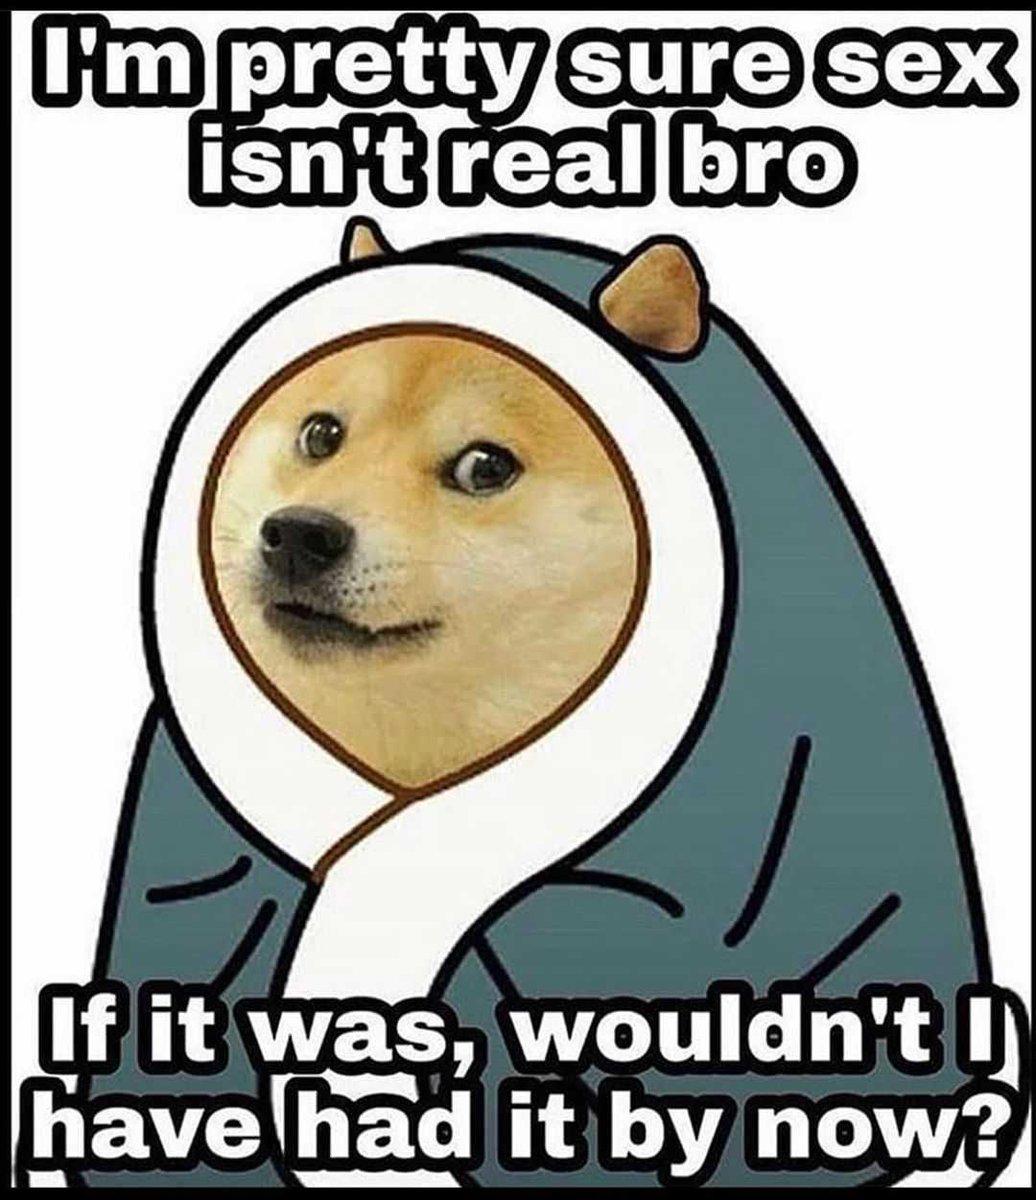 I'm pretty sure sex
isn't real bro
If it was, wouldn't I
have had it by now?